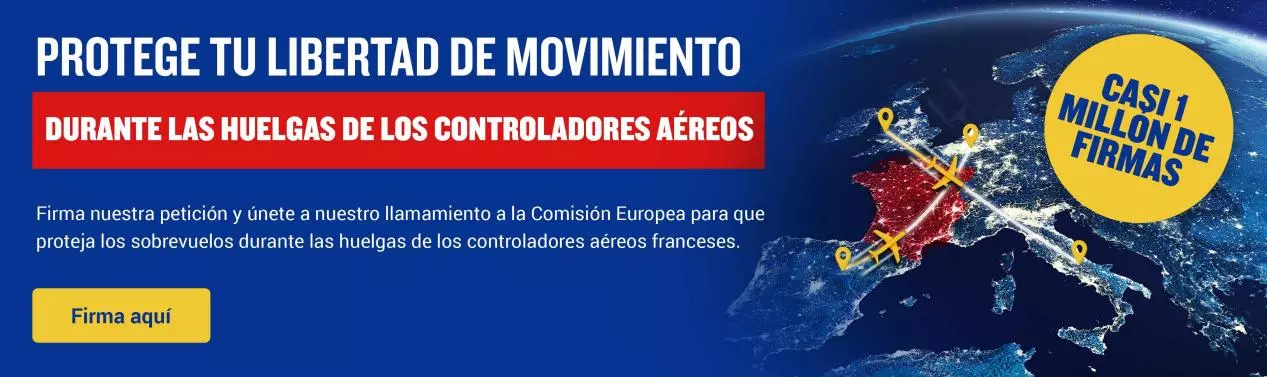 PROTEGE TU LIBERTAD DE MOVIMIENTO
DURANTE LAS HUELGAS DE LOS CONTROLADORES AÉREOS
Firma nuestra petición y únete a nuestro llamamiento a la Comisión Europea para que
proteja los sobrevuelos durante las huelgas de los controladores aéreos franceses.
Firma aquí
CASI 1
MILLON DE
FIRMAS